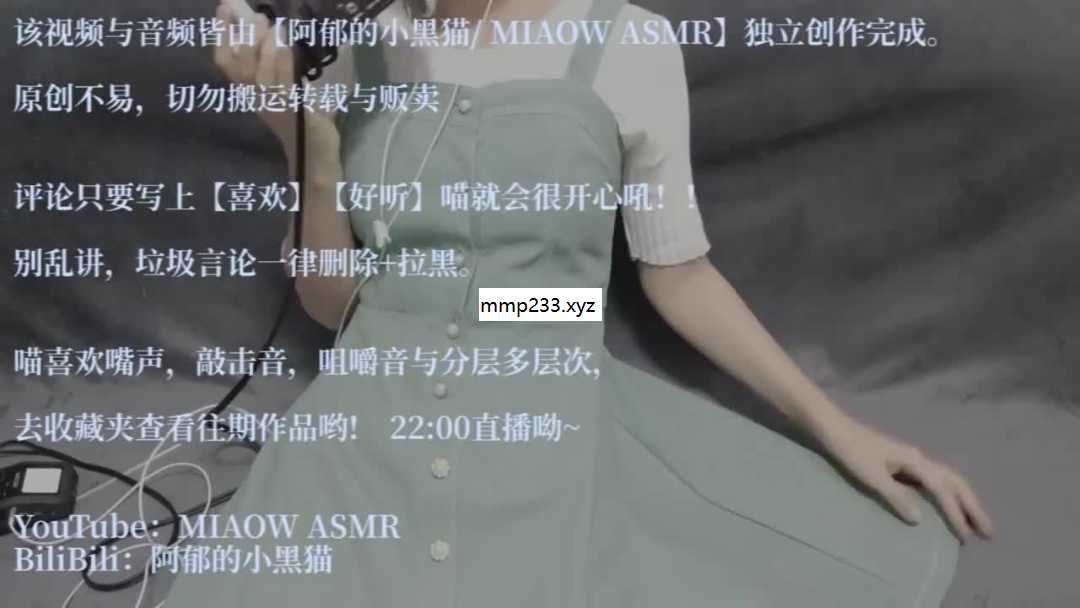 该视频与音频皆由【阿郁的小黑猫/ MIAOW ASMR】独立创作完成。
原创不易，切勿搬运转载与贩卖
评论只要写上【喜欢】【好听】喵就会很开心吼！！
别乱讲，垃圾言论一律删除+拉黑。
mmp233.xyz
喵喜欢嘴声，敲击音，咀嚼音与分层多层次，
去收藏夹查看往期作品哟!　22:00直播呦~
YouTube：MIAOW ASMR
BiliBili：阿郁的小黑猫